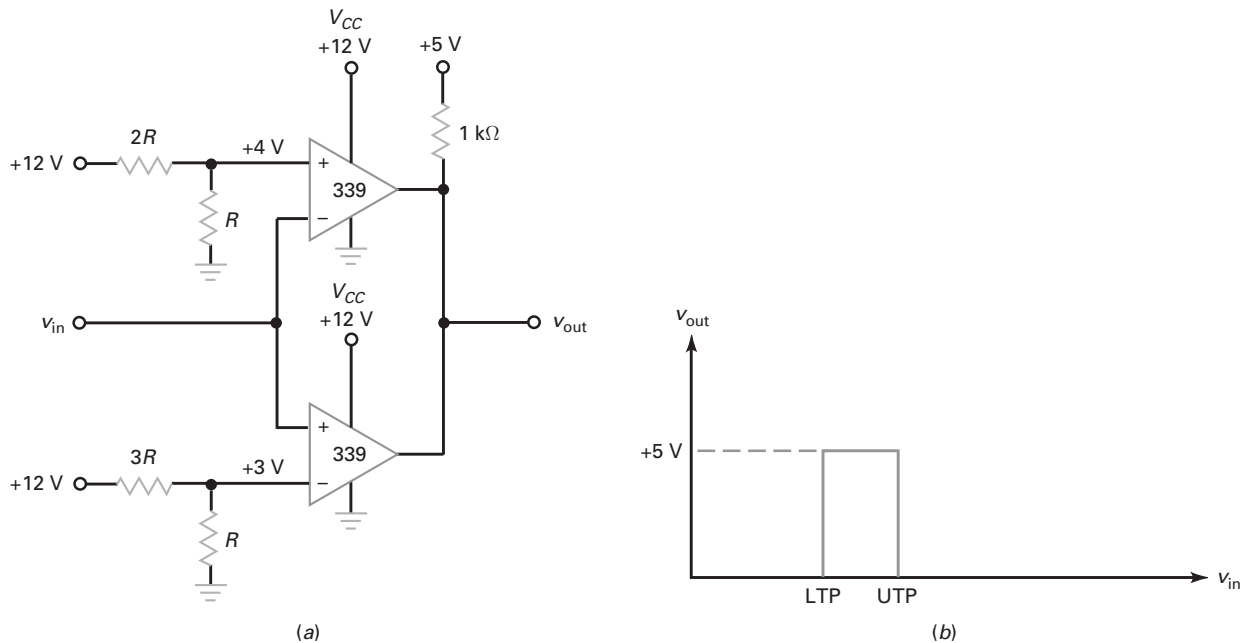 V_CC
+12 V
+5 V
1 kΩ
2R
+12 V
+4 V
+
339
−
R
V_CC
+12 V
v_in
v_out
+
339
−
3R
+12 V
+3 V
R
(a)
v_out
+5 V
LTP
UTP
v_in
(b)